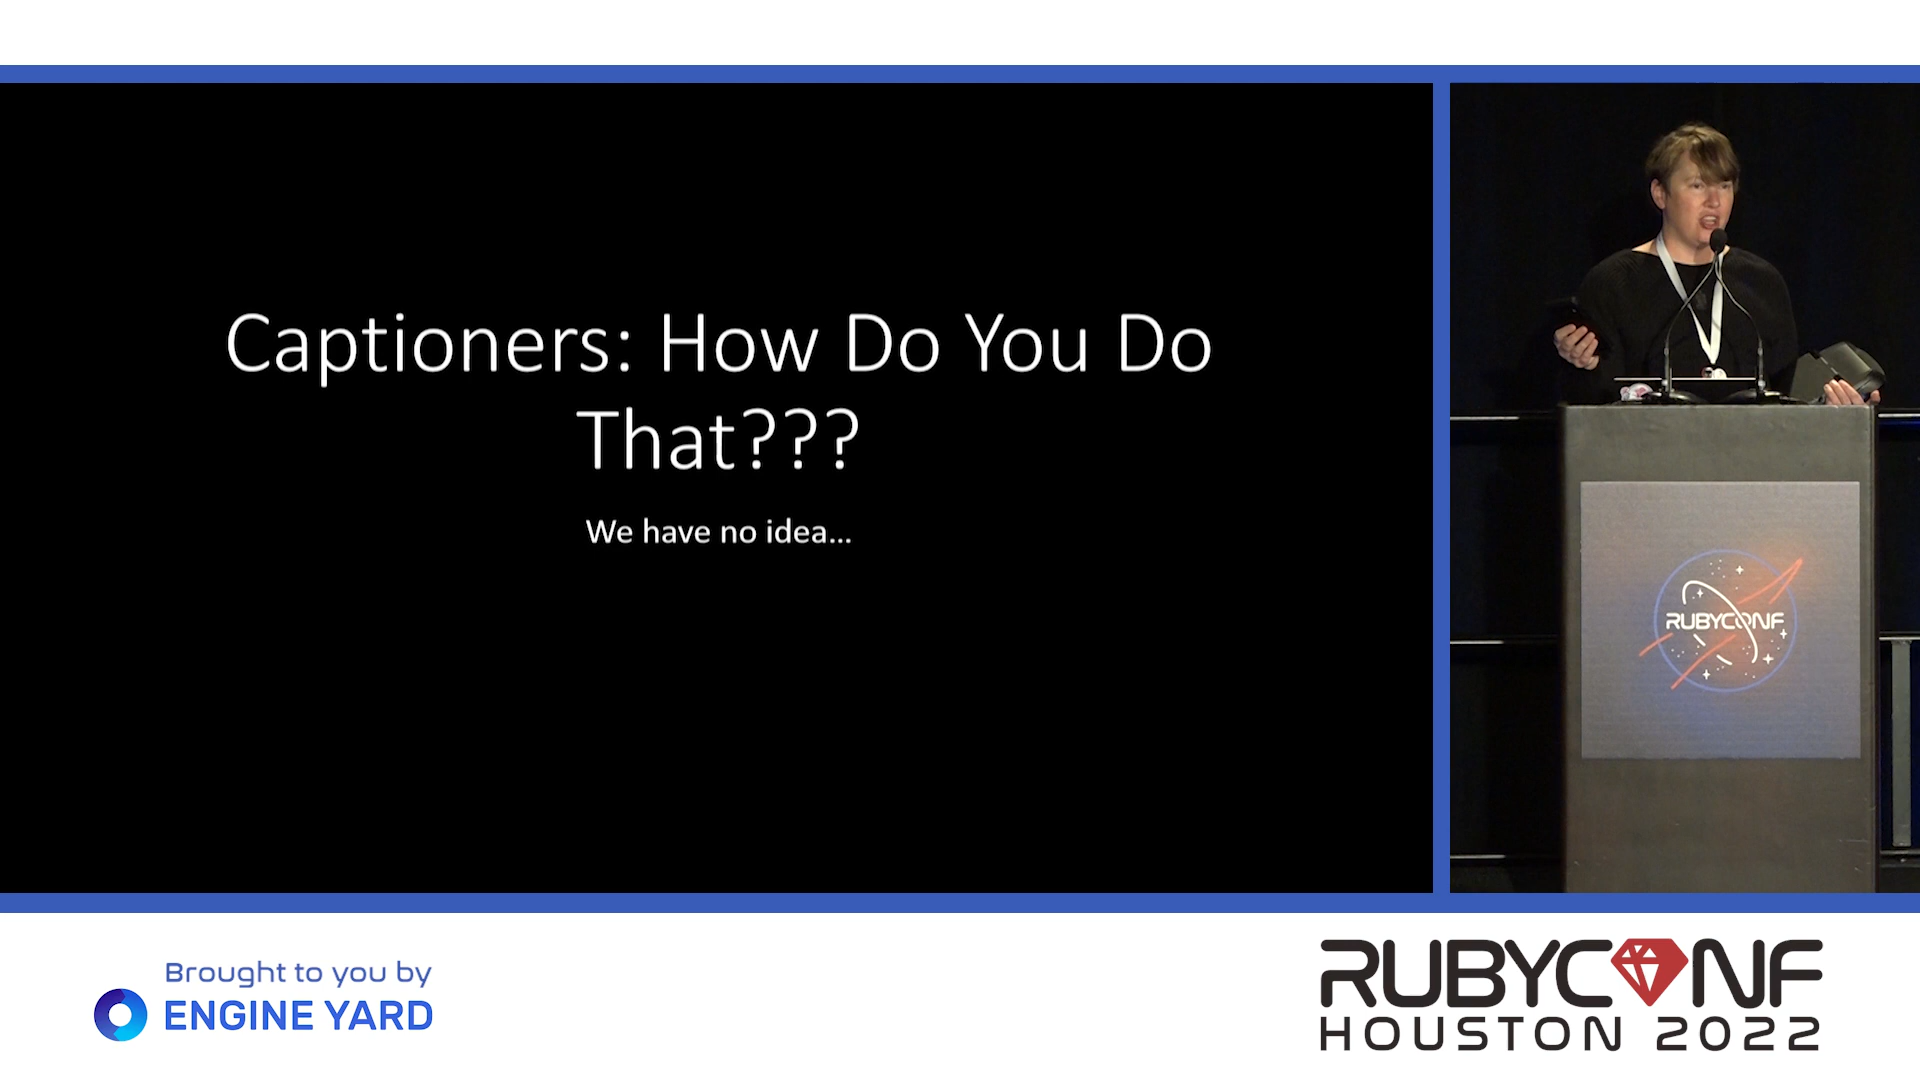 Captioners: How Do You Do
That???
We have no idea...
RUBYCONF
Brought to you by
ENGINE YARD
RUBYCONF
HOUSTON 2022